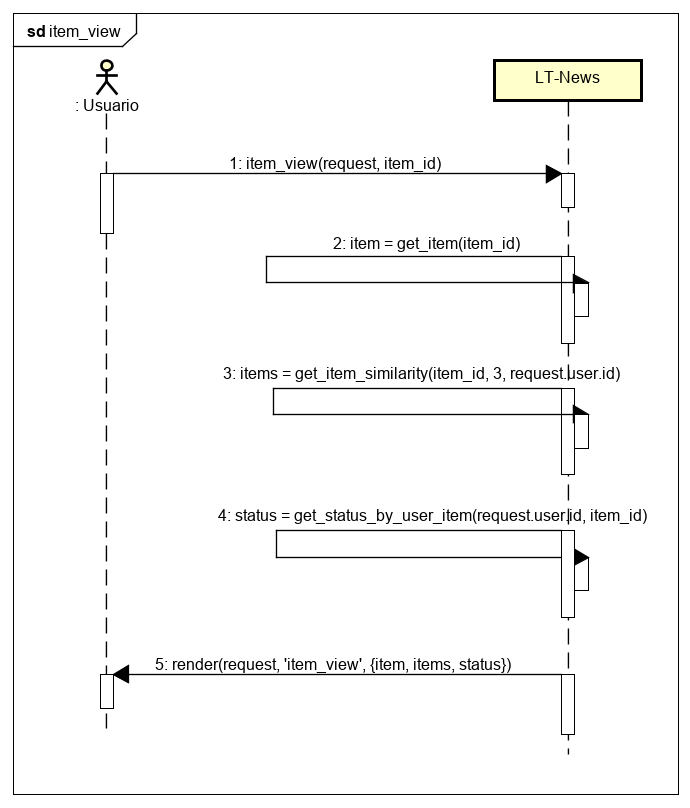 sd item_view
: Usuario
LT-News
1: item_view(request, item_id)
2: item = get_item(item_id)
3: items = get_item_similarity(item_id, 3, request.user.id)
4: status = get_status_by_user_item(request.user.id, item_id)
5: render(request, 'item_view', {item, items, status})